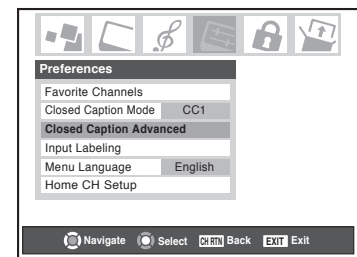 Preferences
Favorite Channels
Closed Caption Mode CC1
Closed Caption Advanced
Input Labeling
Menu Language English
Home CH Setup
Navigate Select CH RTN Back EXIT Exit